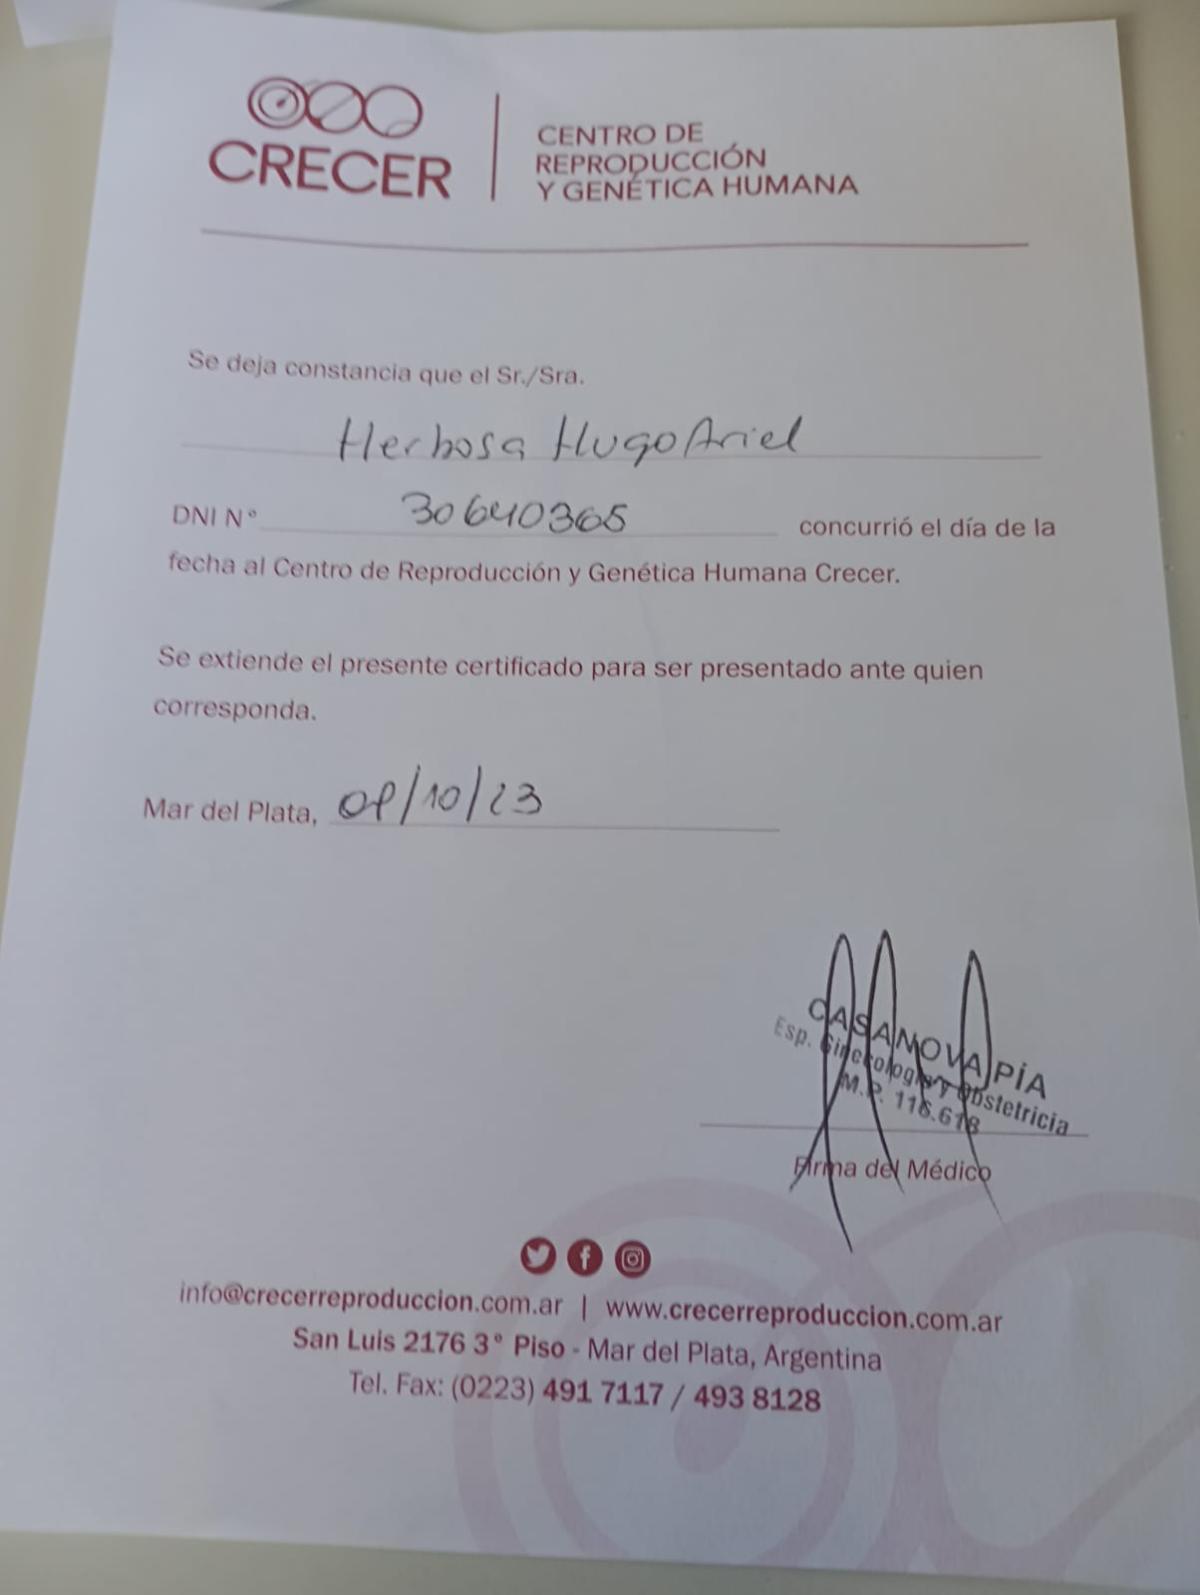 CRECER
CENTRO DE
REPRODUCCIÓN
Y GENÉTICA HUMANA
Se deja constancia que el Sr./Sra.
Herbosa Hugo Ariel
DNI N° 30640365 concurrió el día de la
fecha al Centro de Reproducción y Genética Humana Crecer.
Se extiende el presente certificado para ser presentado ante quien
corresponda.
Mar del Plata, 09/10/23
CASANOVA PÍA
Esp. Ginecología y Obstetricia
M.P. 116.618
Firma del Médico
info@crecerreproduccion.com.ar | www.crecerreproduccion.com.ar
San Luis 2176 3° Piso - Mar del Plata, Argentina
Tel. Fax: (0223) 491 7117 / 493 8128